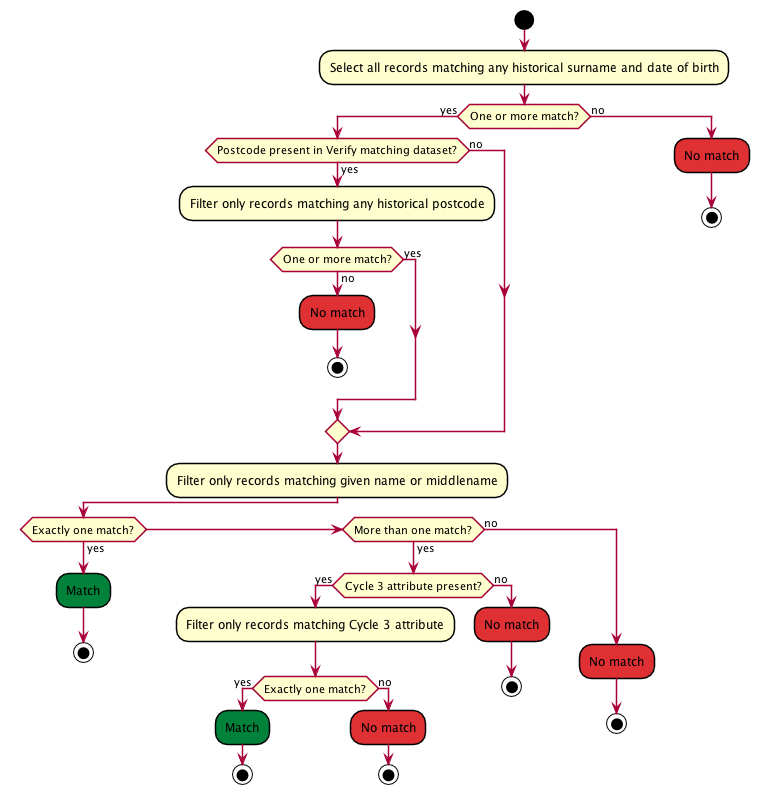 Select all records matching any historical surname and date of birth
yes
One or more match?
no
Postcode present in Verify matching dataset?
no
No match
yes
Filter only records matching any historical postcode
One or more match?
yes
no
No match
Filter only records matching given name or middlename
Exactly one match?
More than one match?
no
yes
yes
Match
yes
Cycle 3 attribute present?
no
Filter only records matching Cycle 3 attribute
No match
No match
yes
Exactly one match?
no
Match
No match